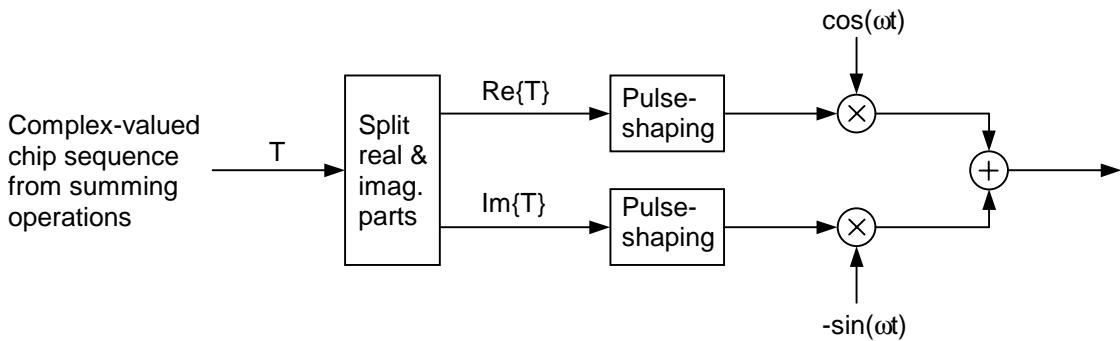 cos(ωt)
Complex-valued
chip sequence
from summing
operations
T
Split
real &
imag.
parts
Re{T}
Pulse-
shaping
Im{T}
Pulse-
shaping
-sin(ωt)